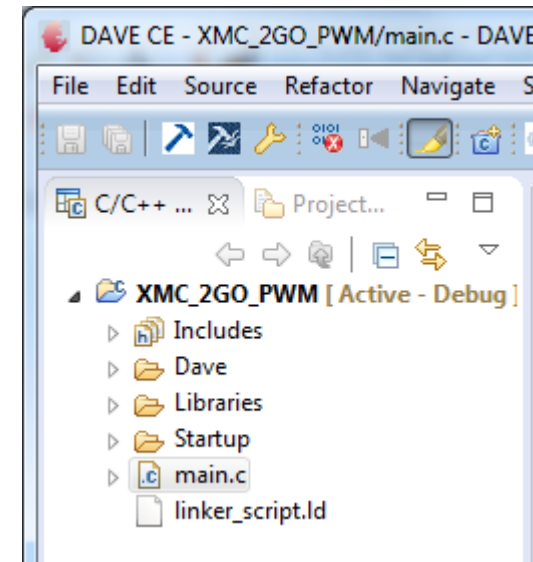 DAVE CE - XMC_2GO_PWM/main.c - DAVE
File Edit Source Refactor Navigate S
C/C++ ... Project...
XMC_2GO_PWM [ Active - Debug ]
Includes
Dave
Libraries
Startup
main.c
linker_script.ld